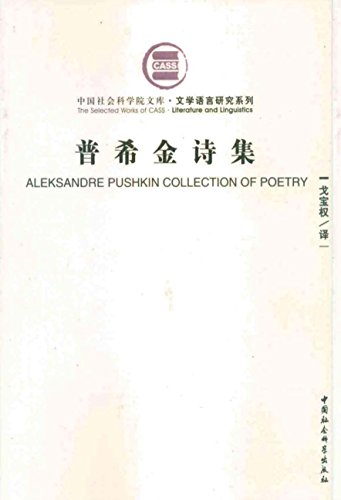 CASS
中国社会科学院文库·文学语言研究系列
The Selected Works of CASS · Literature and Linguistics
普希金诗集
ALEKSANDRE PUSHKIN COLLECTION OF POETRY
戈宝权/译
中国社会科学出版社